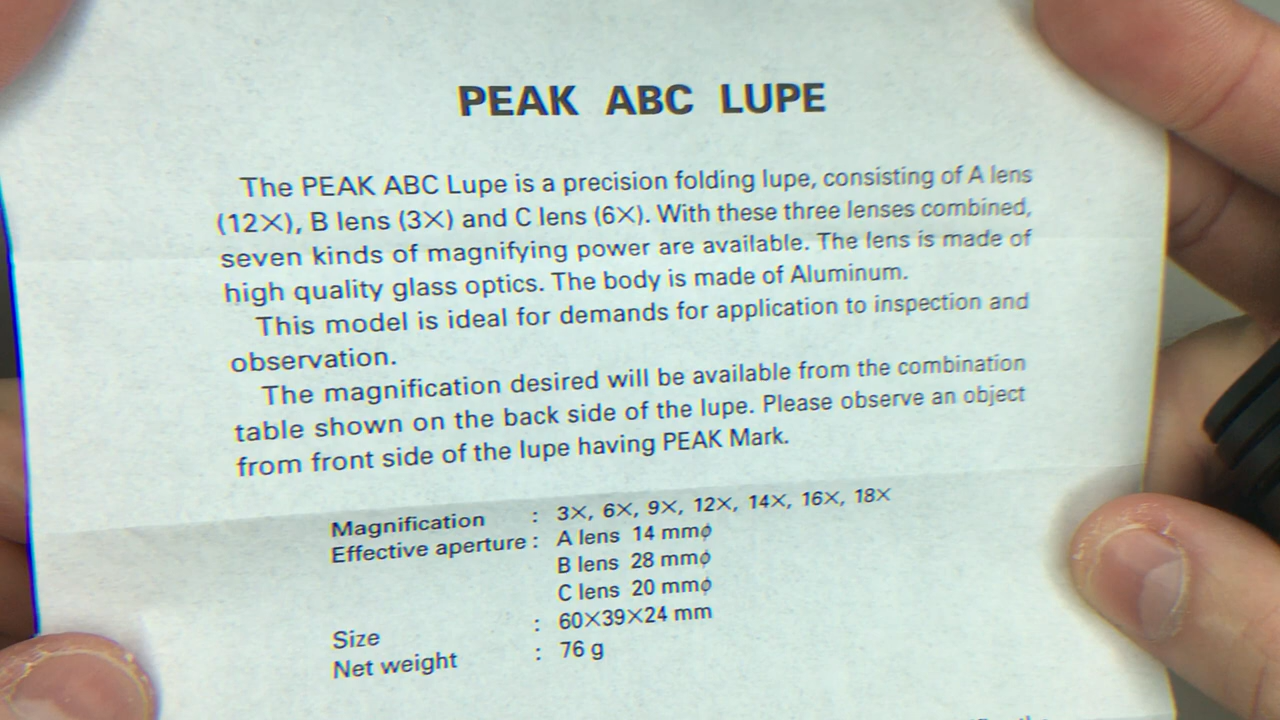 PEAK ABC LUPE
The PEAK ABC Lupe is a precision folding lupe, consisting of A lens
(12X), B lens (3X) and C lens (6X). With these three lenses combined,
seven kinds of magnifying power are available. The lens is made of
high quality glass optics. The body is made of Aluminum.
This model is ideal for demands for application to inspection and
observation.
The magnification desired will be available from the combination
table shown on the back side of the lupe. Please observe an object
from front side of the lupe having PEAK Mark.
Magnification : 3X, 6X, 9X, 12X, 14X, 16X, 18X
Effective aperture : A lens 14 mmϕ
B lens 28 mmϕ
C lens 20 mmϕ
Size : 60X39X24 mm
Net weight : 76 g